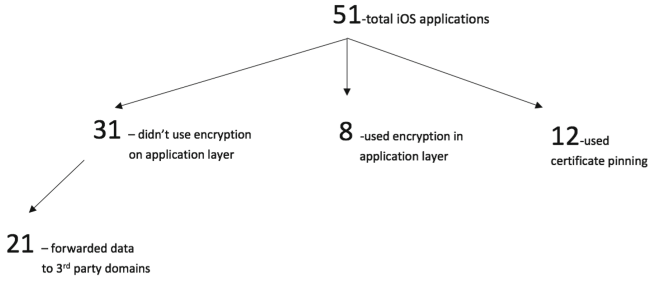 51-total iOS applications
31 – didn't use encryption
on application layer
8 -used encryption in
application layer
12-used
certificate pinning
21 – forwarded data
to 3rd party domains